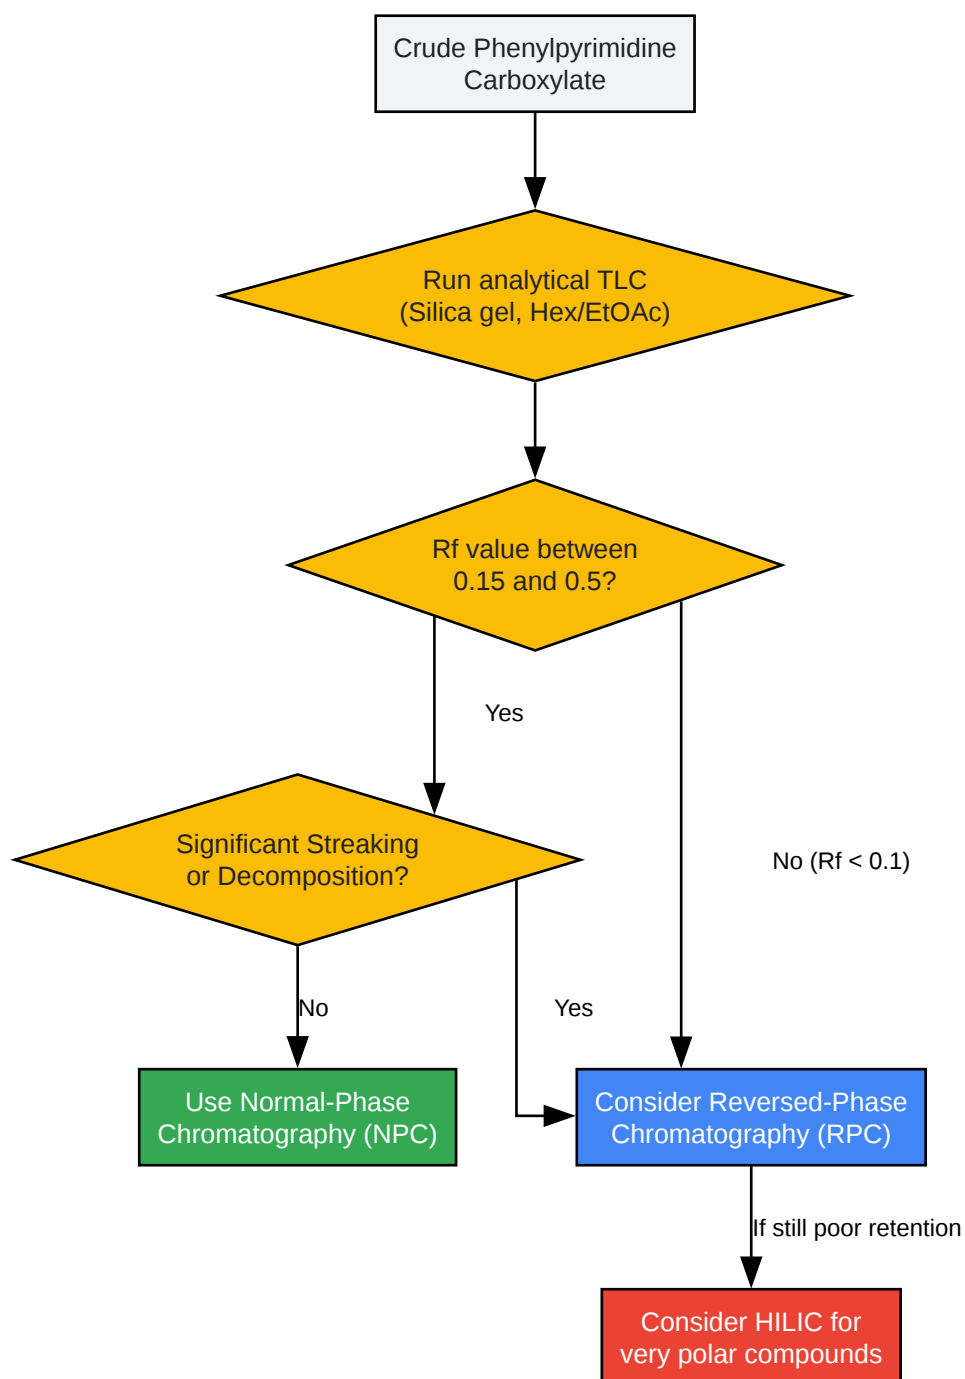 Crude Phenylpyrimidine
Carboxylate
Run analytical TLC
(Silica gel, Hex/EtOAc)
Rf value between
0.15 and 0.5?
Yes
Significant Streaking
or Decomposition?
No (Rf < 0.1)
No
Yes
Use Normal-Phase
Chromatography (NPC)
Consider Reversed-Phase
Chromatography (RPC)
If still poor retention
Consider HILIC for
very polar compounds